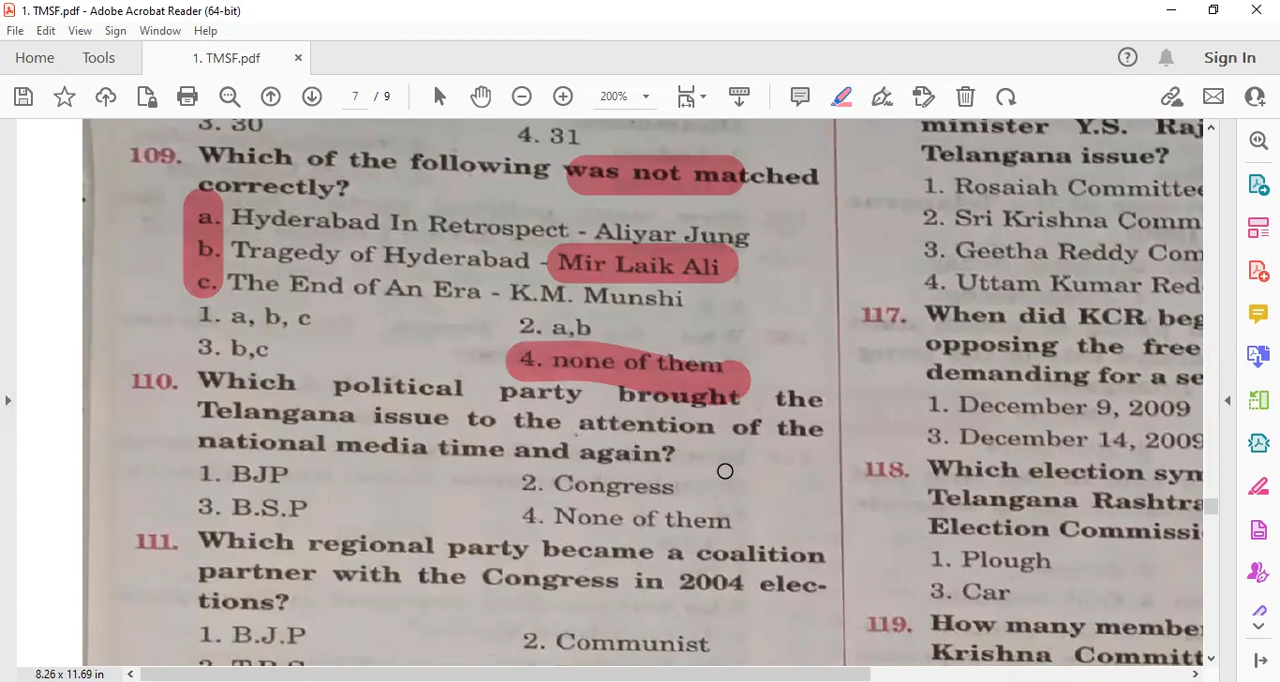 1. TMSF.pdf - Adobe Acrobat Reader (64-bit)
File Edit View Sign Window Help
Home Tools 1. TMSF.pdf × Sign In
7 / 9 200%
3. 30
4. 31
109. Which of the following was not matched
correctly?
a. Hyderabad In Retrospect - Aliyar Jung
b. Tragedy of Hyderabad - Mir Laik Ali
c. The End of An Era - K.M. Munshi
1. a, b, c
2. a,b
3. b,c
4. none of them
110. Which political party brought the
Telangana issue to the attention of the
national media time and again?
1. BJP
2. Congress
3. B.S.P
4. None of them
111. Which regional party became a coalition
partner with the Congress in 2004 elec-
tions?
1. B.J.P
2. Communist
minister Y.S. Raj
Telangana issue?
1. Rosaiah Committee
2. Sri Krishna Comm
3. Geetha Reddy Com
4. Uttam Kumar Red
117. When did KCR beg
opposing the free
demanding for a se
1. December 9, 2009
3. December 14, 2009
118. Which election sym
Telangana Rashtra
Election Commissi
1. Plough
3. Car
119. How many membe
Krishna Committ
8.26 x 11.69 in